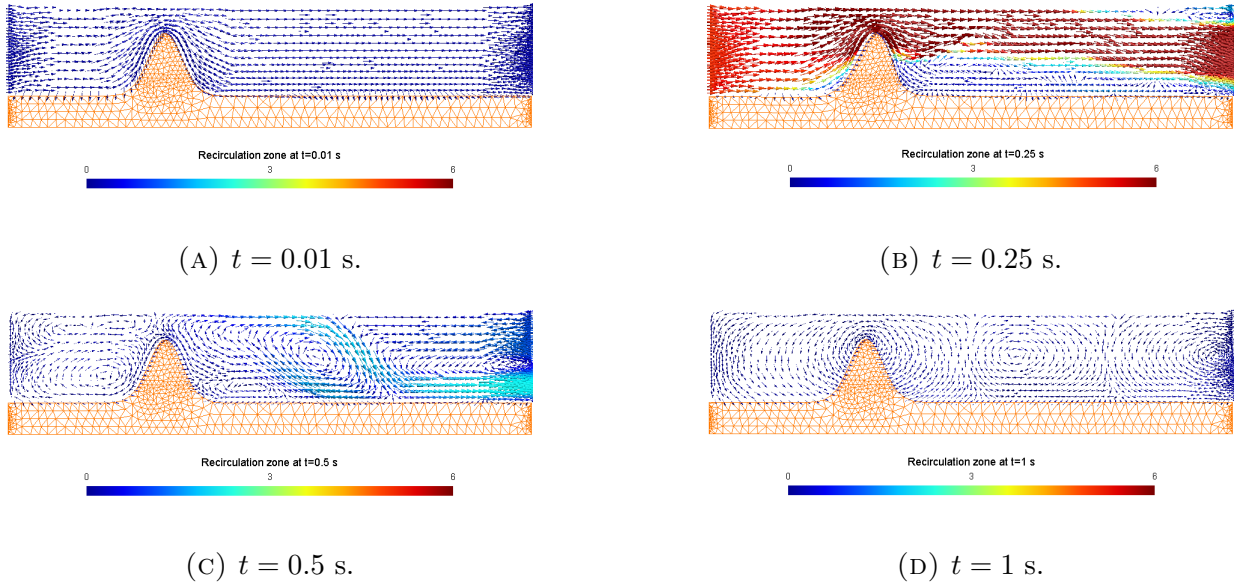 Recirculation zone at t=0.01 s
0 3 6
(A) t = 0.01 s.
Recirculation zone at t=0.25 s
0 3 6
(B) t = 0.25 s.
Recirculation zone at t=0.5 s
0 3 6
(C) t = 0.5 s.
Recirculation zone at t=1 s
0 3 6
(D) t = 1 s.